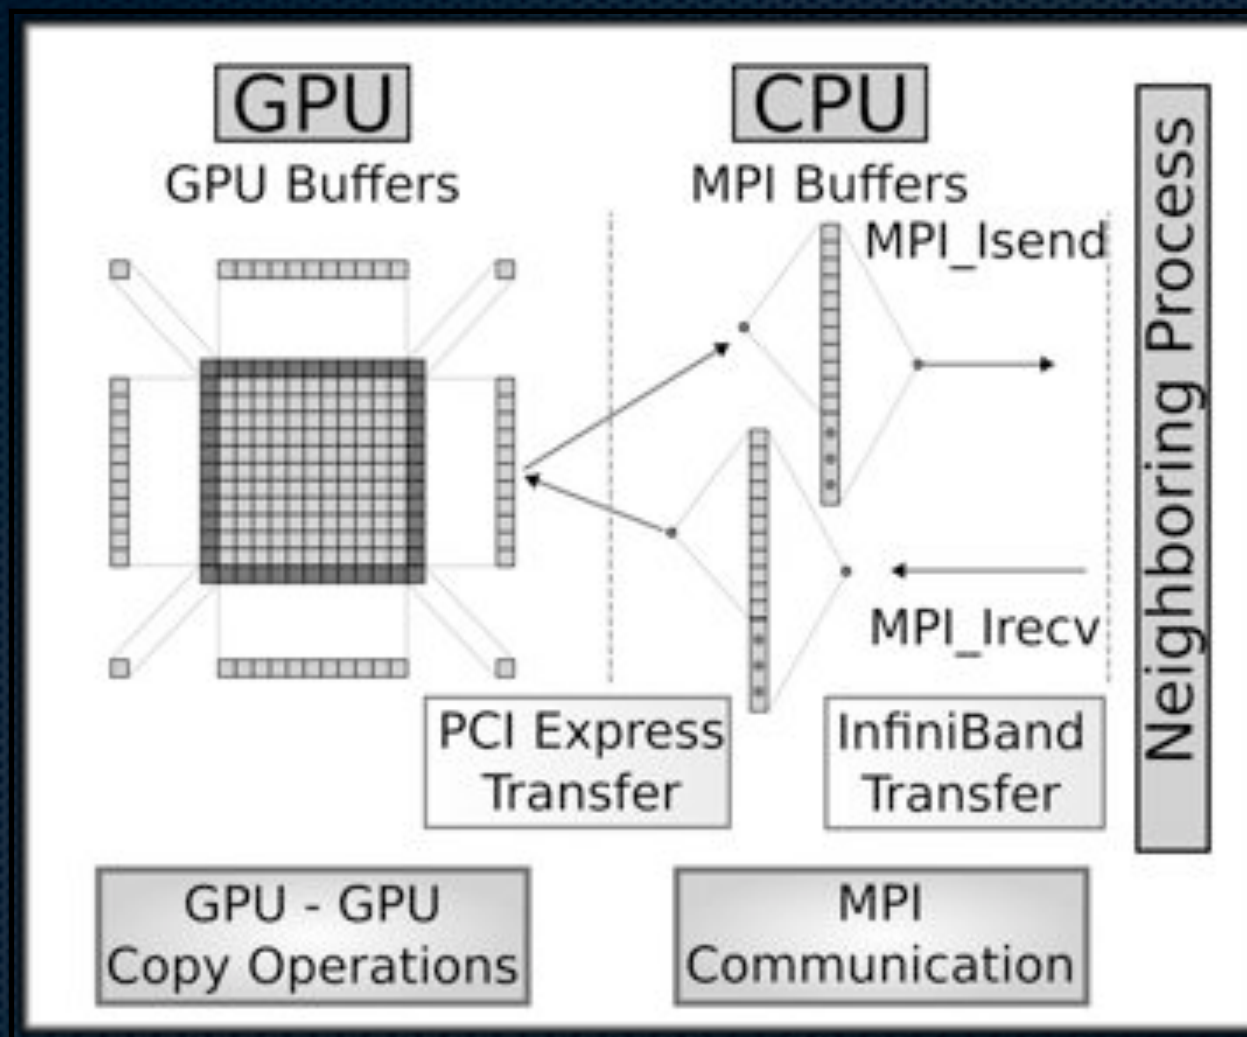 GPU
CPU
GPU Buffers
MPI Buffers
MPI_Isend
Neighboring Process
MPI_Irecv
PCI Express
Transfer
InfiniBand
Transfer
GPU - GPU
Copy Operations
MPI
Communication